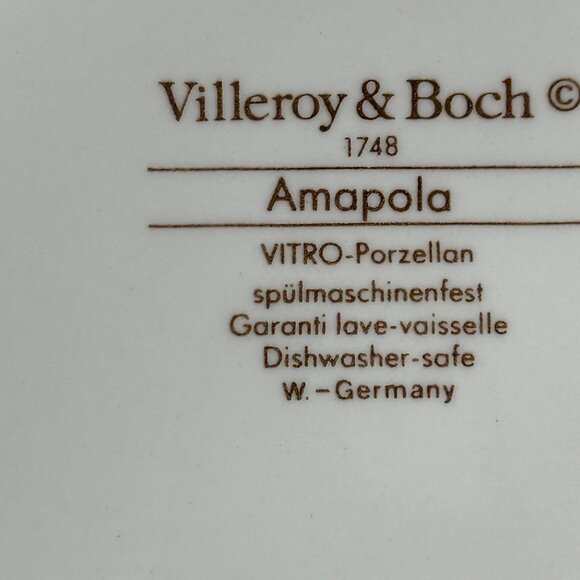 Villeroy & Boch ©
1748
Amapola
VITRO-Porzellan
spülmaschinenfest
Garanti lave-vaisselle
Dishwasher-safe
W.-Germany